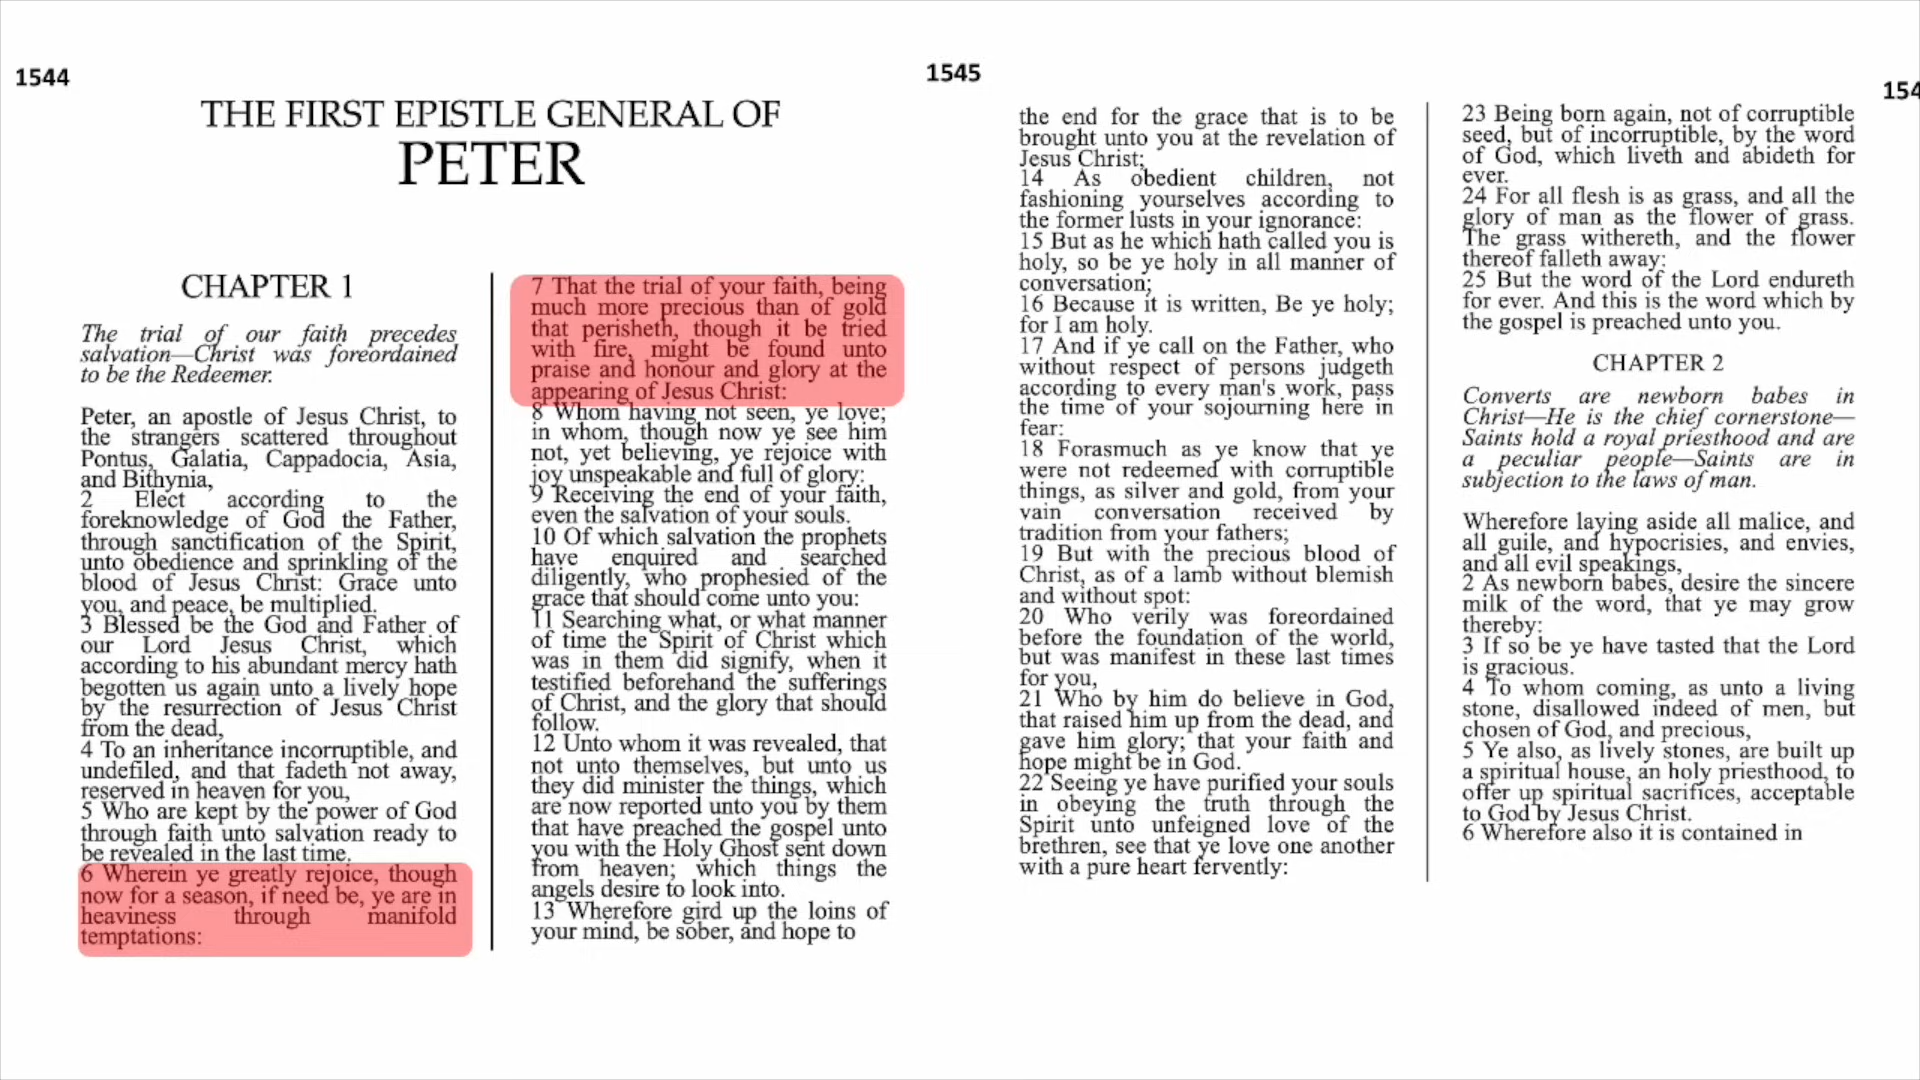 1544
THE FIRST EPISTLE GENERAL OF
PETER
CHAPTER 1
The trial of our faith precedes
salvation—Christ was foreordained
to be the Redeemer.
Peter, an apostle of Jesus Christ, to
the strangers scattered throughout
Pontus, Galatia, Cappadocia, Asia,
and Bithynia,
2 Elect according to the
foreknowledge of God the Father,
through sanctification of the Spirit,
unto obedience and sprinkling of the
blood of Jesus Christ: Grace unto
you, and peace, be multiplied.
3 Blessed be the God and Father of
our Lord Jesus Christ, which
according to his abundant mercy hath
begotten us again unto a lively hope
by the resurrection of Jesus Christ
from the dead,
4 To an inheritance incorruptible, and
undefiled, and that fadeth not away,
reserved in heaven for you,
5 Who are kept by the power of God
through faith unto salvation ready to
be revealed in the last time.
6 Wherein ye greatly rejoice, though
now for a season, if need be, ye are in
heaviness through manifold
temptations:
7 That the trial of your faith, being
much more precious than of gold
that perisheth, though it be tried
with fire, might be found unto
praise and honour and glory at the
appearing of Jesus Christ:
8 Whom having not seen, ye love;
in whom, though now ye see him
not, yet believing, ye rejoice with
joy unspeakable and full of glory:
9 Receiving the end of your faith,
even the salvation of your souls.
10 Of which salvation the prophets
have enquired and searched
diligently, who prophesied of the
grace that should come unto you:
11 Searching what, or what manner
of time the Spirit of Christ which
was in them did signify, when it
testified beforehand the sufferings
of Christ, and the glory that should
follow.
12 Unto whom it was revealed, that
not unto themselves, but unto us
they did minister the things, which
are now reported unto you by them
that have preached the gospel unto
you with the Holy Ghost sent down
from heaven; which things the
angels desire to look into.
13 Wherefore gird up the loins of
your mind, be sober, and hope to
1545
the end for the grace that is to be
brought unto you at the revelation of
Jesus Christ;
14 As obedient children, not
fashioning yourselves according to
the former lusts in your ignorance:
15 But as he which hath called you is
holy, so be ye holy in all manner of
conversation;
16 Because it is written, Be ye holy;
for I am holy.
17 And if ye call on the Father, who
without respect of persons judgeth
according to every man's work, pass
the time of your sojourning here in
fear:
18 Forasmuch as ye know that ye
were not redeemed with corruptible
things, as silver and gold, from your
vain conversation received by
tradition from your fathers;
19 But with the precious blood of
Christ, as of a lamb without blemish
and without spot:
20 Who verily was foreordained
before the foundation of the world,
but was manifest in these last times
for you,
21 Who by him do believe in God,
that raised him up from the dead, and
gave him glory; that your faith and
hope might be in God.
22 Seeing ye have purified your souls
in obeying the truth through the
Spirit unto unfeigned love of the
brethren, see that ye love one another
with a pure heart fervently:
23 Being born again, not of corruptible
seed, but of incorruptible, by the word
of God, which liveth and abideth for
ever.
24 For all flesh is as grass, and all the
glory of man as the flower of grass.
The grass withereth, and the flower
thereof falleth away:
25 But the word of the Lord endureth
for ever. And this is the word which by
the gospel is preached unto you.
CHAPTER 2
Converts are newborn babes in
Christ—He is the chief cornerstone—
Saints hold a royal priesthood and are
a peculiar people—Saints are in
subjection to the laws of man.
Wherefore laying aside all malice, and
all guile, and hypocrisies, and envies,
and all evil speakings,
2 As newborn babes, desire the sincere
milk of the word, that ye may grow
thereby:
3 If so be ye have tasted that the Lord
is gracious.
4 To whom coming, as unto a living
stone, disallowed indeed of men, but
chosen of God, and precious,
5 Ye also, as lively stones, are built up
a spiritual house, an holy priesthood, to
offer up spiritual sacrifices, acceptable
to God by Jesus Christ.
6 Wherefore also it is contained in
154